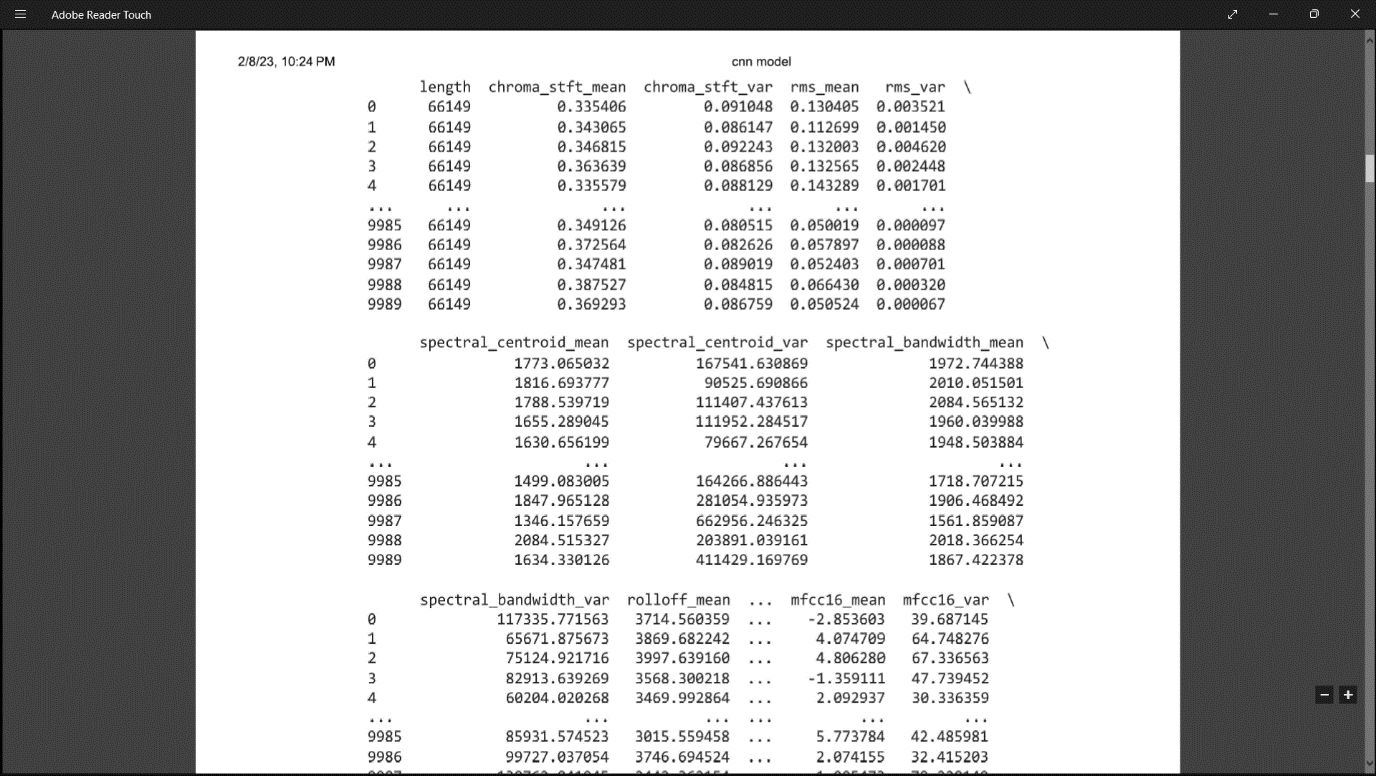 Adobe Reader Touch
2/8/23, 10:24 PM cnn model
length chroma_stft_mean chroma_stft_var rms_mean rms_var \
0 66149 0.335406 0.091048 0.130405 0.003521
1 66149 0.343065 0.086147 0.112699 0.001450
2 66149 0.346815 0.092243 0.132003 0.004620
3 66149 0.363639 0.086856 0.132565 0.002448
4 66149 0.335579 0.088129 0.143289 0.001701
... ... ... ... ... ...
9985 66149 0.349126 0.080515 0.050019 0.000097
9986 66149 0.372564 0.082626 0.057897 0.000088
9987 66149 0.347481 0.089019 0.052403 0.000701
9988 66149 0.387527 0.084815 0.066430 0.000320
9989 66149 0.369293 0.086759 0.050524 0.000067
spectral_centroid_mean spectral_centroid_var spectral_bandwidth_mean \
0 1773.065032 167541.630869 1972.744388
1 1816.693777 90525.690866 2010.051501
2 1788.539719 111407.437613 2084.565132
3 1655.289045 111952.284517 1960.039988
4 1630.656199 79667.267654 1948.503884
... ... ... ...
9985 1499.083005 164266.886443 1718.707215
9986 1847.965128 281054.935973 1906.468492
9987 1346.157659 662956.246325 1561.859087
9988 2084.515327 203891.039161 2018.366254
9989 1634.330126 411429.169769 1867.422378
spectral_bandwidth_var rolloff_mean ... mfcc16_mean mfcc16_var \
0 117335.771563 3714.560359 ... -2.853603 39.687145
1 65671.875673 3869.682242 ... 4.074709 64.748276
2 75124.921716 3997.639160 ... 4.806280 67.336563
3 82913.639269 3568.300218 ... -1.359111 47.739452
4 60204.020268 3469.992864 ... 2.092937 30.336359
... ... ... ... ... ...
9985 85931.574523 3015.559458 ... 5.773784 42.485981
9986 99727.037054 3746.694524 ... 2.074155 32.415203